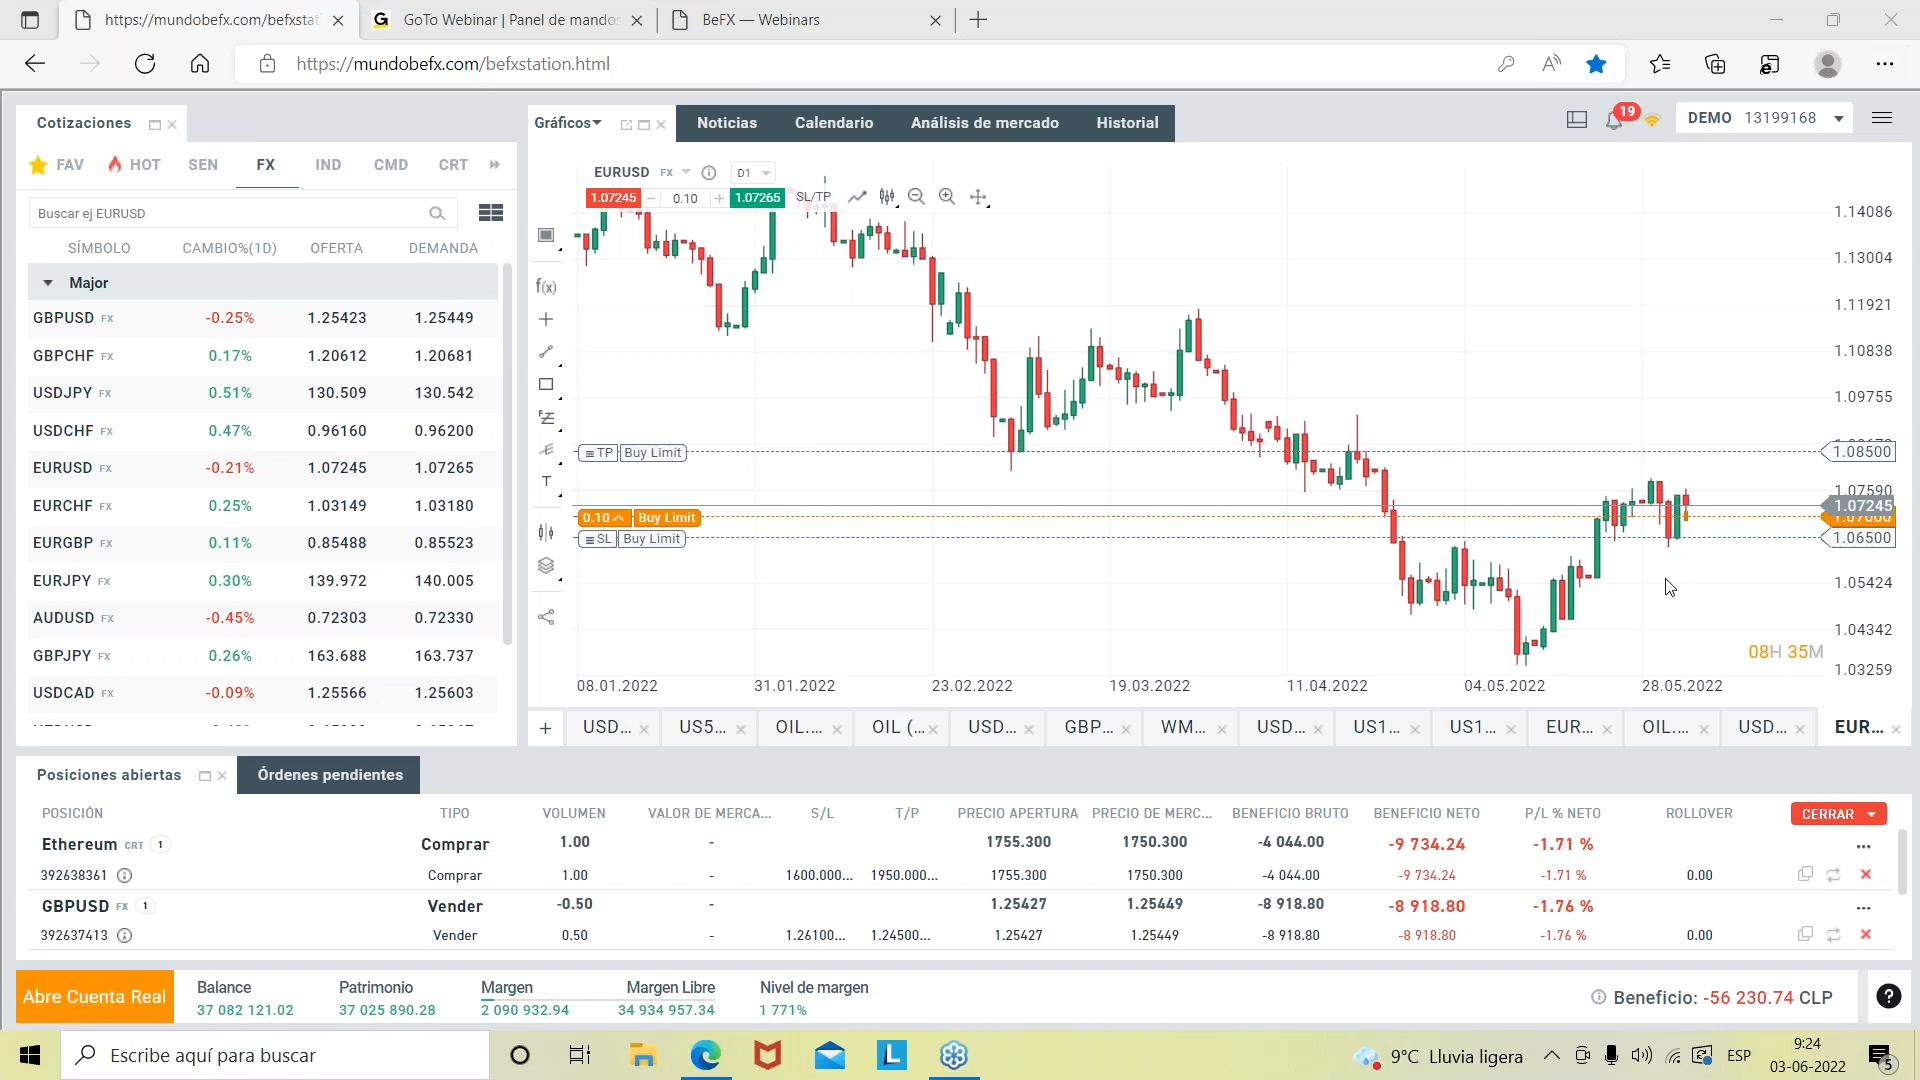 https://mundobefx.com/befxstat
GoTo Webinar | Panel de mandos
BeFX — Webinars
https://mundobefx.com/befxstation.html
Cotizaciones
Gráficos
Noticias
Calendario
Análisis de mercado
Historial
19
DEMO 13199168
FAV HOT SEN FX IND CMD CRT
Buscar ej EURUSD
SÍMBOLO CAMBIO%(1D) OFERTA DEMANDA
Major
GBPUSD FX -0.25% 1.25423 1.25449
GBPCHF FX 0.17% 1.20612 1.20681
USDJPY FX 0.51% 130.509 130.542
USDCHF FX 0.47% 0.96160 0.96200
EURUSD FX -0.21% 1.07245 1.07265
EURCHF FX 0.25% 1.03149 1.03180
EURGBP FX 0.11% 0.85488 0.85523
EURJPY FX 0.30% 139.972 140.005
AUDUSD FX -0.45% 0.72303 0.72330
GBPJPY FX 0.26% 163.688 163.737
USDCAD FX -0.09% 1.25566 1.25603
EURUSD FX D1
1.07245 − 0.10 + 1.07265 SL/TP
f(x)
T
TP Buy Limit
0.10 Buy Limit
SL Buy Limit
1.14086
1.13004
1.11921
1.10838
1.09755
1.08500
1.07590
1.07245
1.07000
1.06500
1.05424
1.04342
1.03259
08H 35M
08.01.2022 31.01.2022 23.02.2022 19.03.2022 11.04.2022 04.05.2022 28.05.2022
+ USD... US5... OIL.... OIL (... USD... GBP... WM... USD... US1... US1... EUR... OIL.... USD... EUR...
Posiciones abiertas
Órdenes pendientes
POSICIÓN TIPO VOLUMEN VALOR DE MERCA... S/L T/P PRECIO APERTURA PRECIO DE MERC... BENEFICIO BRUTO BENEFICIO NETO P/L % NETO ROLLOVER CERRAR
Ethereum CRT 1 Comprar 1.00 - 1755.300 1750.300 -4 044.00 -9 734.24 -1.71 % ...
392638361 Comprar 1.00 - 1600.000... 1950.000... 1755.300 1750.300 -4 044.00 -9 734.24 -1.71 % 0.00
GBPUSD FX 1 Vender -0.50 - 1.25427 1.25449 -8 918.80 -8 918.80 -1.76 % ...
392637413 Vender 0.50 - 1.26100... 1.24500... 1.25427 1.25449 -8 918.80 -8 918.80 -1.76 % 0.00
Abre Cuenta Real
Balance Patrimonio Margen Margen Libre Nivel de margen
37 082 121.02 37 025 890.28 2 090 932.94 34 934 957.34 1 771%
Beneficio: -56 230.74 CLP
?
Escribe aquí para buscar
L
9°C Lluvia ligera
ESP
9:24
03-06-2022
5